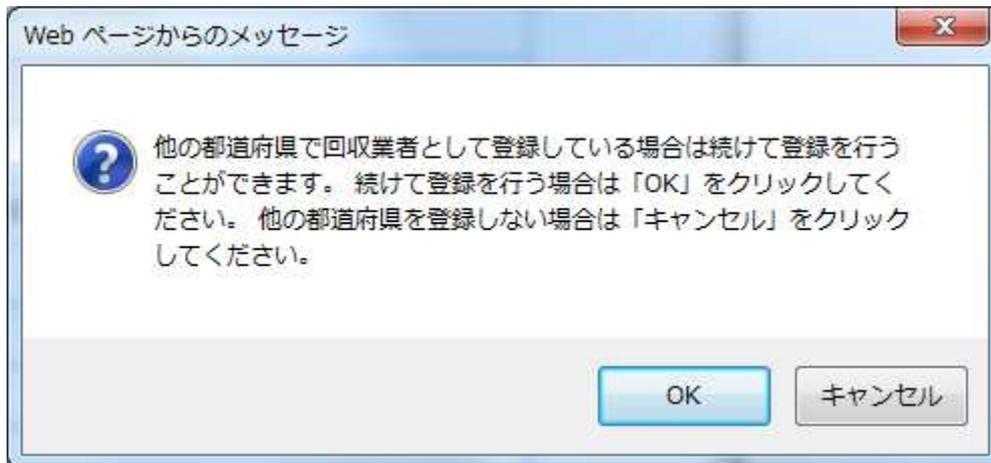 Web ページからのメッセージ
他の都道府県で回収業者として登録している場合は続けて登録を行う
ことができます。 続けて登録を行う場合は「OK」をクリックしてく
ださい。 他の都道府県を登録しない場合は「キャンセル」をクリック
してください。
OK
キャンセル